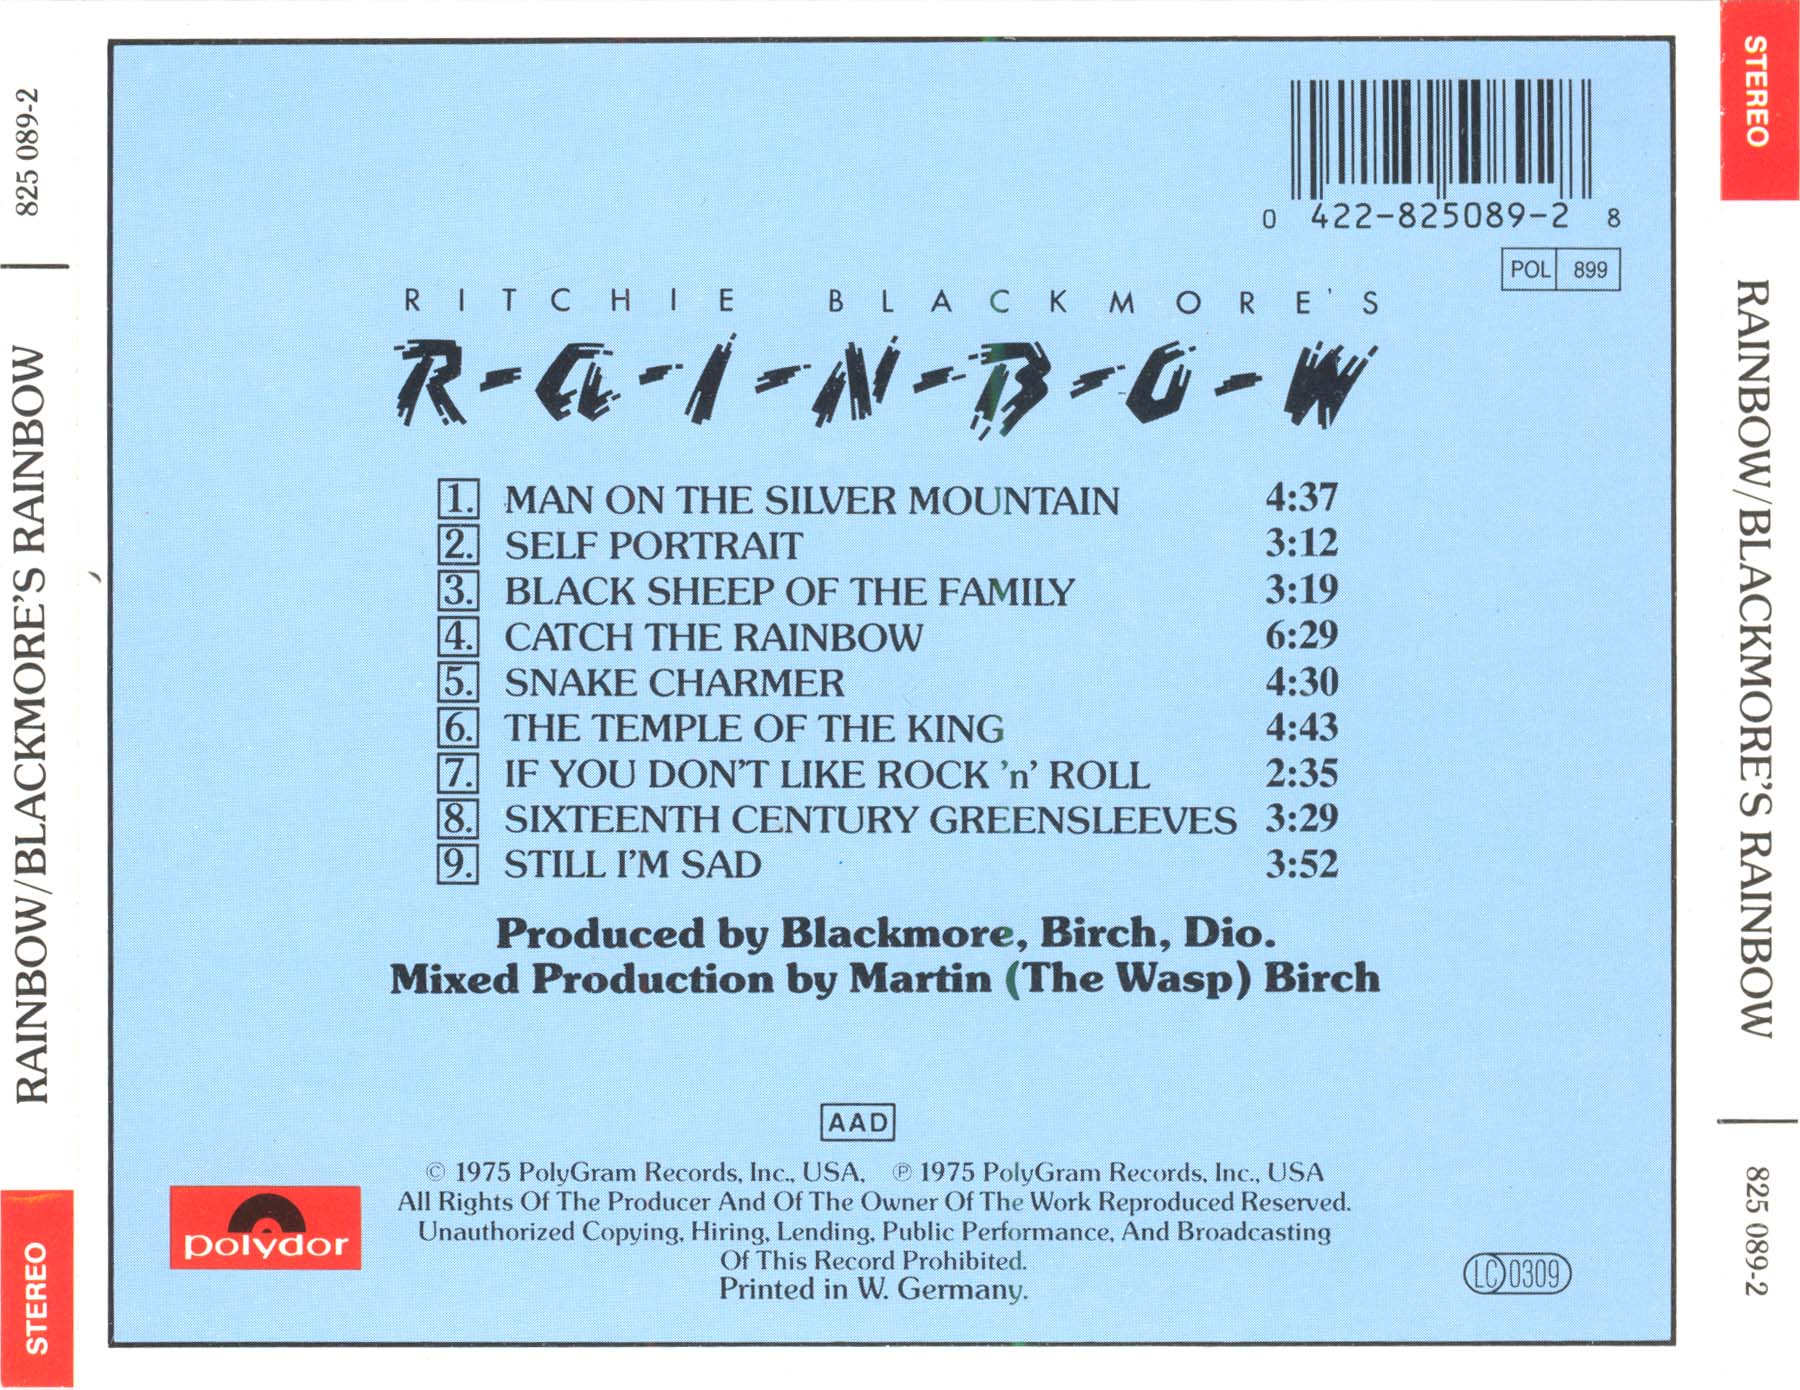 825 089-2
RAINBOW/BLACKMORE'S RAINBOW
STEREO
0 422-825089-2 8
POL 899
RITCHIE BLACKMORE'S
R-A-I-N-B-O-W
1. MAN ON THE SILVER MOUNTAIN 4:37
2. SELF PORTRAIT 3:12
3. BLACK SHEEP OF THE FAMILY 3:19
4. CATCH THE RAINBOW 6:29
5. SNAKE CHARMER 4:30
6. THE TEMPLE OF THE KING 4:43
7. IF YOU DON'T LIKE ROCK 'n' ROLL 2:35
8. SIXTEENTH CENTURY GREENSLEEVES 3:29
9. STILL I'M SAD 3:52
Produced by Blackmore, Birch, Dio.
Mixed Production by Martin (The Wasp) Birch
AAD
© 1975 PolyGram Records, Inc., USA, ℗ 1975 PolyGram Records, Inc., USA
All Rights Of The Producer And Of The Owner Of The Work Reproduced Reserved.
Unauthorized Copying, Hiring, Lending, Public Performance, And Broadcasting
Of This Record Prohibited.
Printed in W. Germany.
polydor
LC 0309
STEREO
RAINBOW/BLACKMORE'S RAINBOW
825 089-2